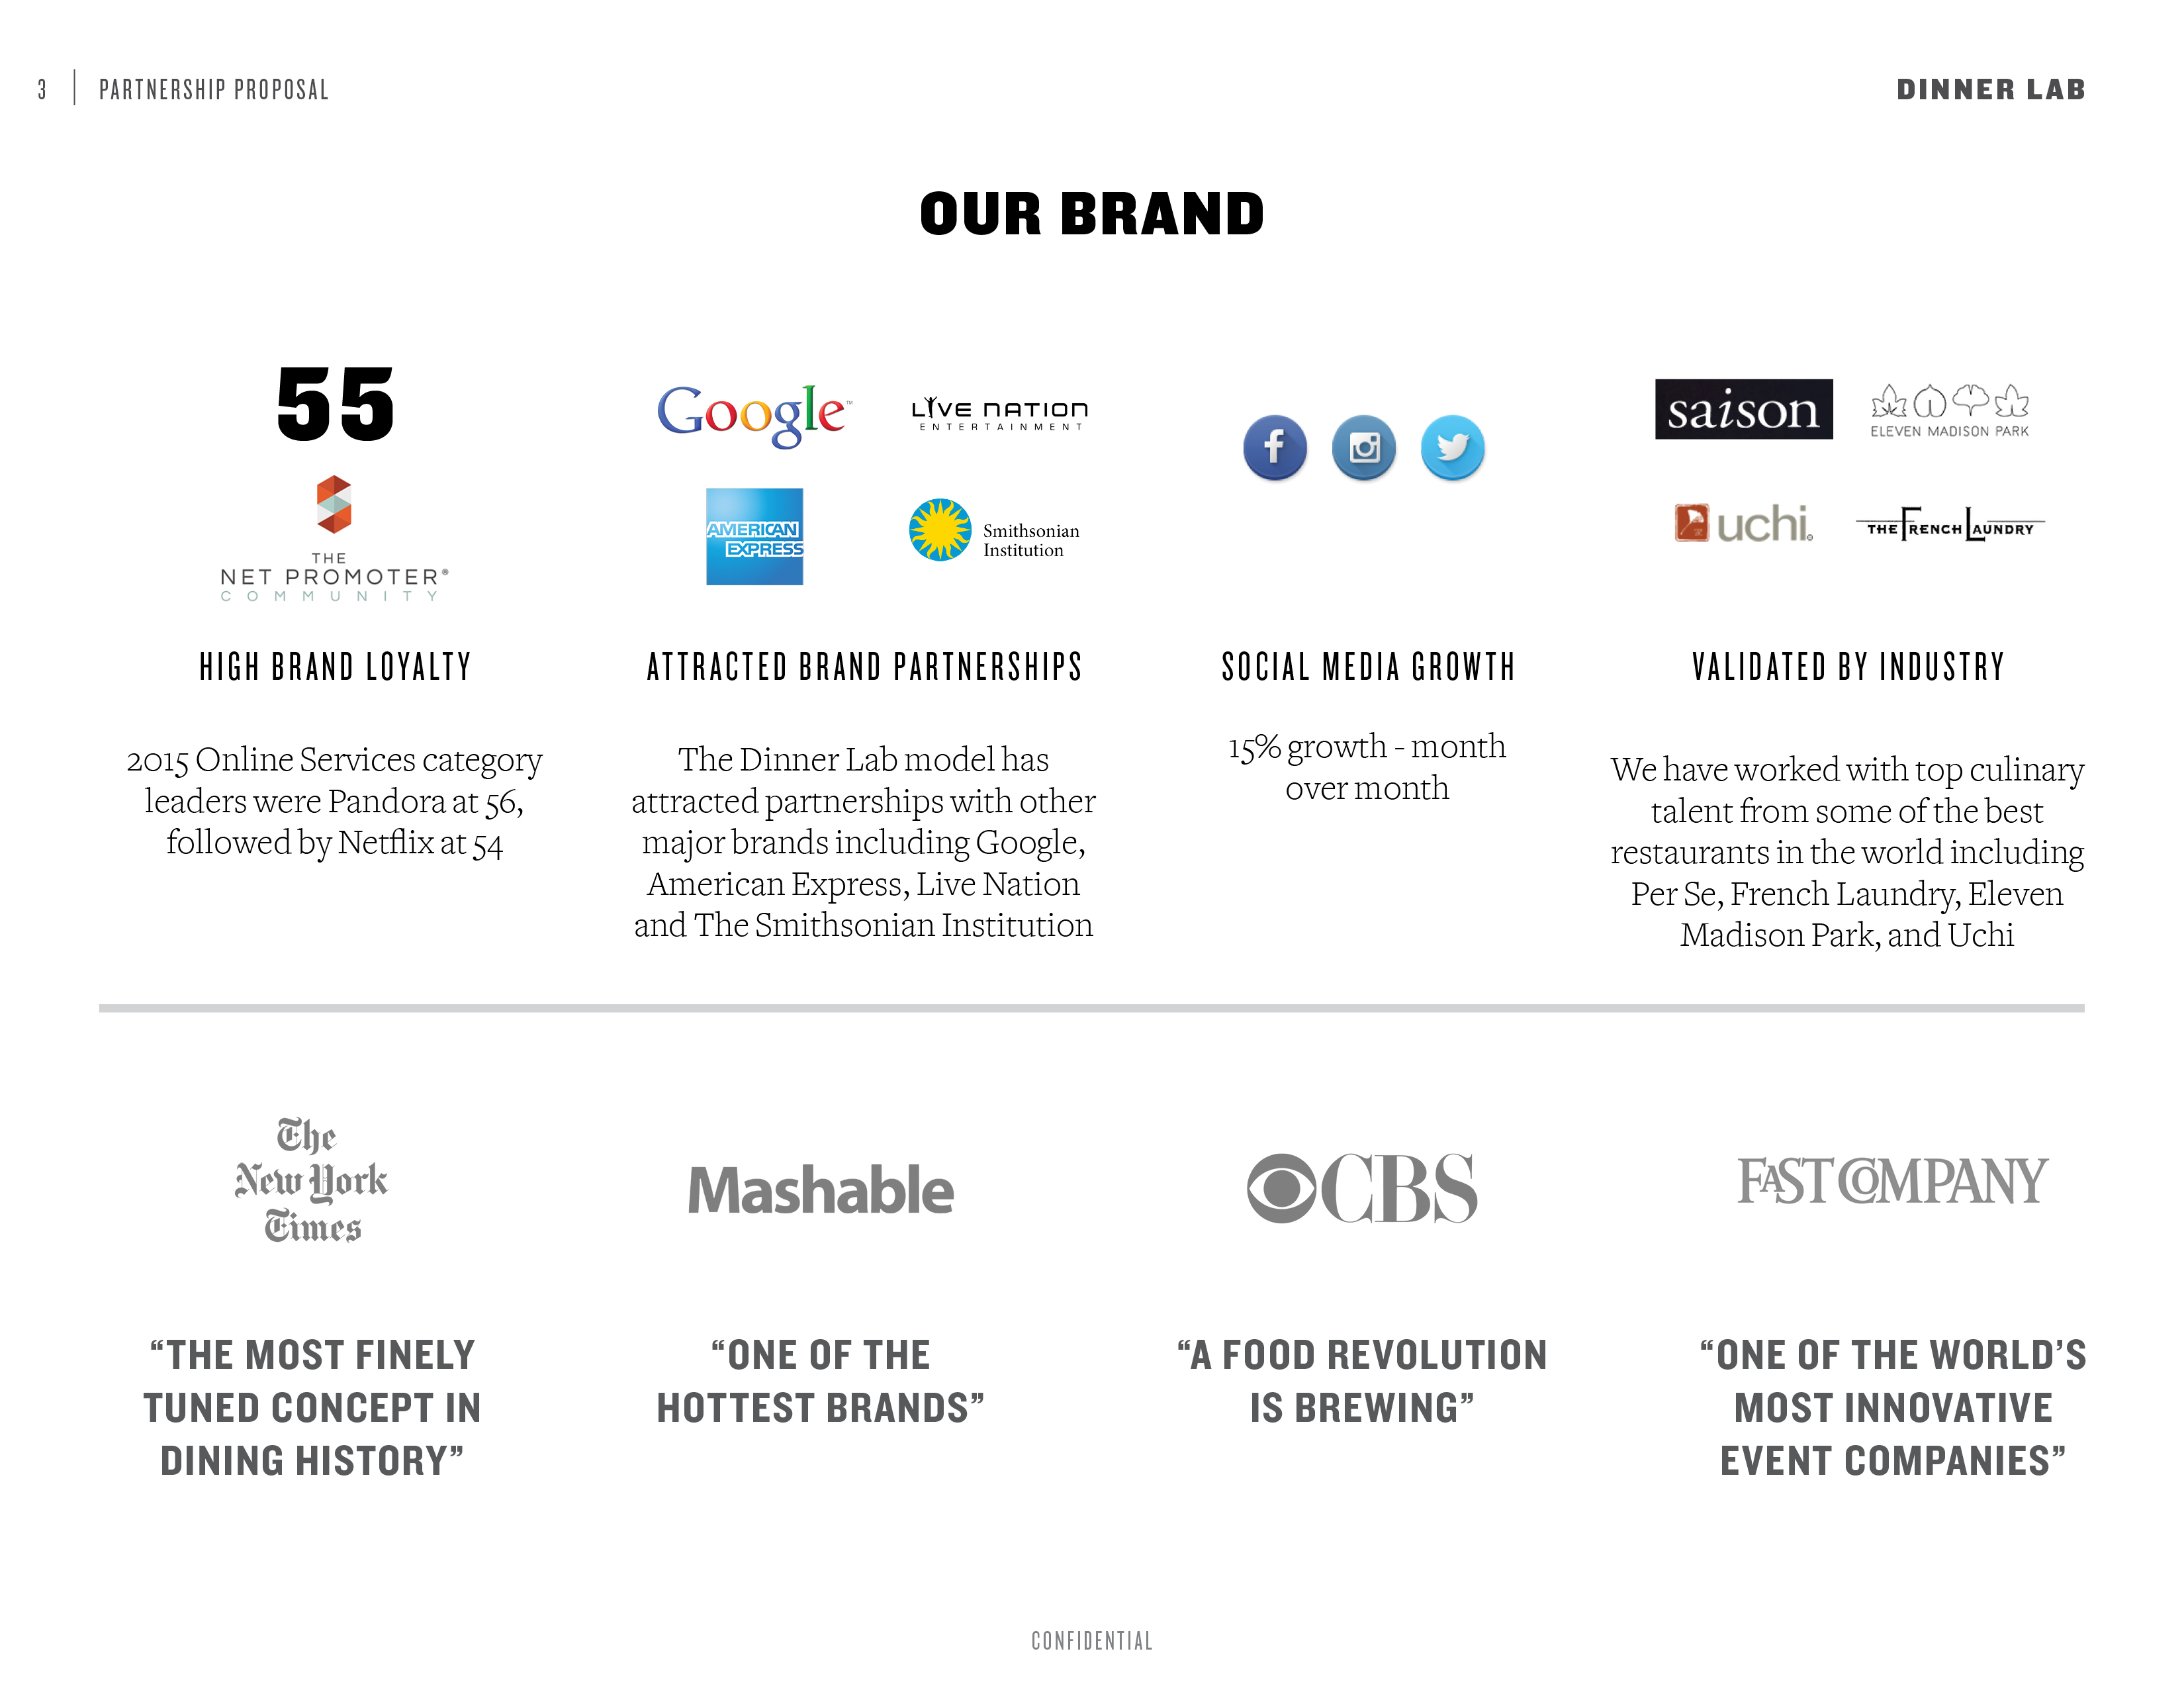 3 | PARTNERSHIP PROPOSAL
DINNER LAB
OUR BRAND
55
THE
NET PROMOTER®
COMMUNITY
HIGH BRAND LOYALTY
2015 Online Services category
leaders were Pandora at 56,
followed by Netflix at 54
Google™
LIVE NATION
ENTERTAINMENT
AMERICAN
EXPRESS
Smithsonian
Institution
ATTRACTED BRAND PARTNERSHIPS
The Dinner Lab model has
attracted partnerships with other
major brands including Google,
American Express, Live Nation
and The Smithsonian Institution
f
SOCIAL MEDIA GROWTH
15% growth - month
over month
saison
ELEVEN MADISON PARK
uchi®
THE FRENCH LAUNDRY
VALIDATED BY INDUSTRY
We have worked with top culinary
talent from some of the best
restaurants in the world including
Per Se, French Laundry, Eleven
Madison Park, and Uchi
The
New York
Times
“THE MOST FINELY
TUNED CONCEPT IN
DINING HISTORY”
Mashable
“ONE OF THE
HOTTEST BRANDS”
CBS
“A FOOD REVOLUTION
IS BREWING”
FAST COMPANY
“ONE OF THE WORLD’S
MOST INNOVATIVE
EVENT COMPANIES”
CONFIDENTIAL